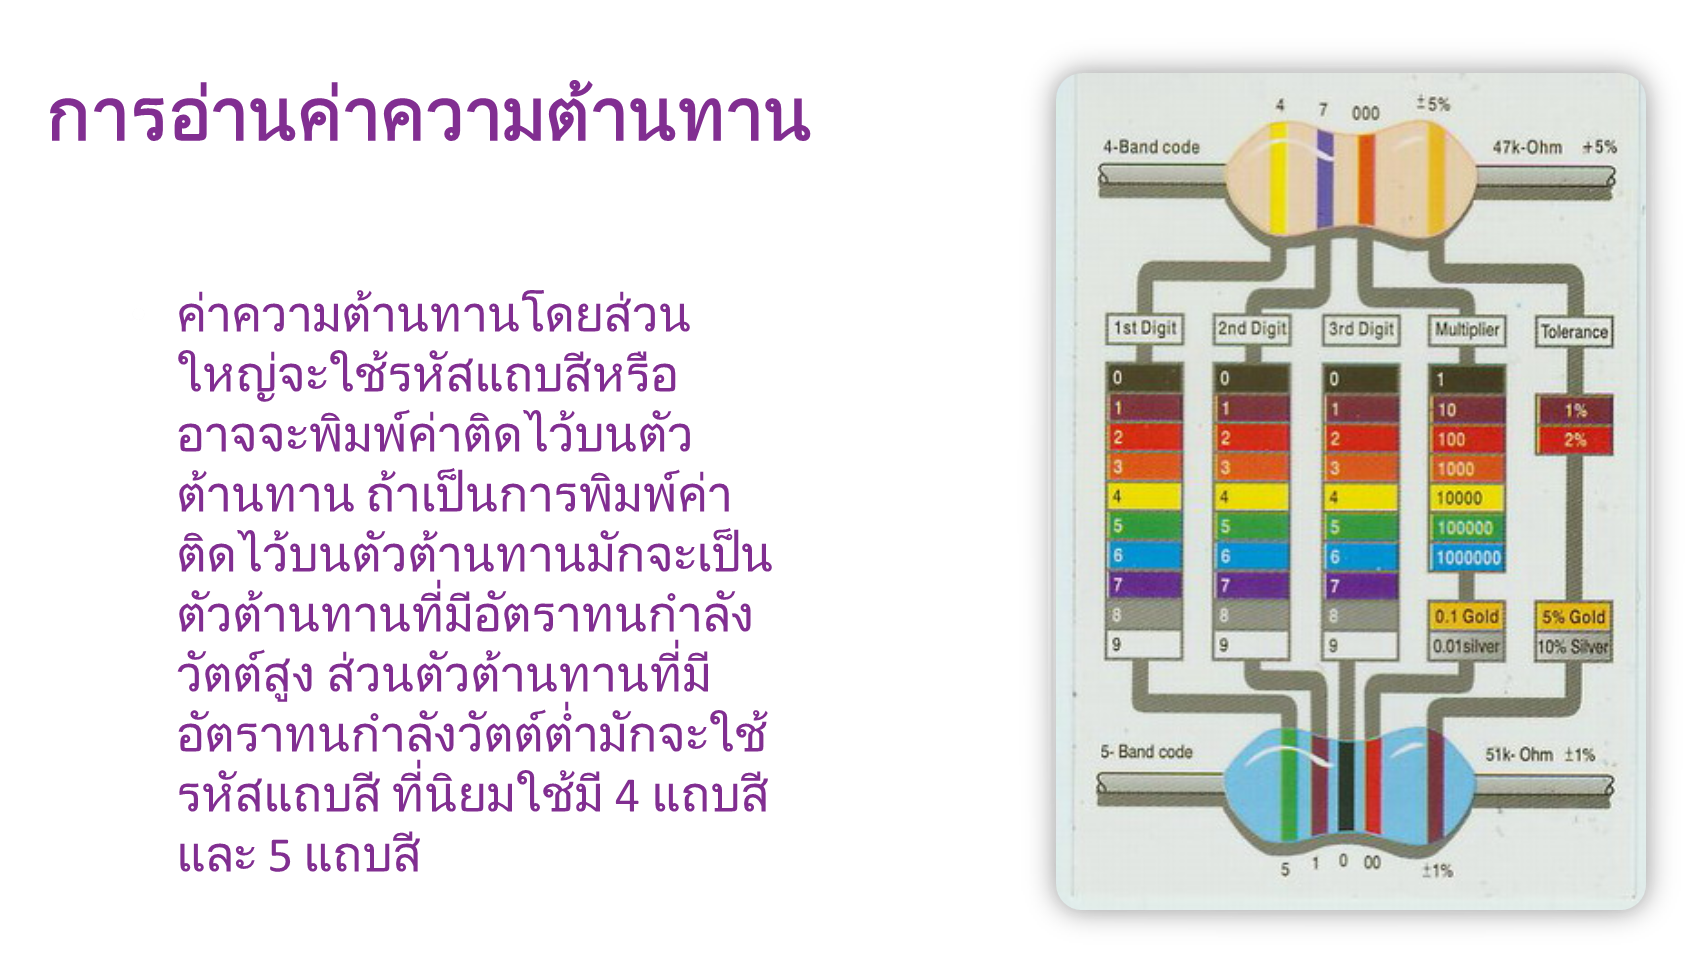 การอ่านค่าความต้านทาน
ค่าความต้านทานโดยส่วน
ใหญ่จะใช้รหัสแถบสีหรือ
อาจจะพิมพ์ค่าติดไว้บนตัว
ต้านทาน ถ้าเป็นการพิมพ์ค่า
ติดไว้บนตัวต้านทานมักจะเป็น
ตัวต้านทานที่มีอัตราทนกำลัง
วัตต์สูง ส่วนตัวต้านทานที่มี
อัตราทนกำลังวัตต์ต่ำมักจะใช้
รหัสแถบสี ที่นิยมใช้มี 4 แถบสี
และ 5 แถบสี
4 7 000 ±5%
4-Band code 47k-Ohm +5%
1st Digit 2nd Digit 3rd Digit Multiplier Tolerance
0 0 0 1
1 1 1 10 1%
2 2 2 100 2%
3 3 3 1000
4 4 4 10000
5 5 5 100000
6 6 6 1000000
7 7 7
8 8 8 0.1 Gold 5% Gold
9 9 9 0.01silver 10% Silver
5- Band code 51k- Ohm ±1%
5 1 0 00 ±1%